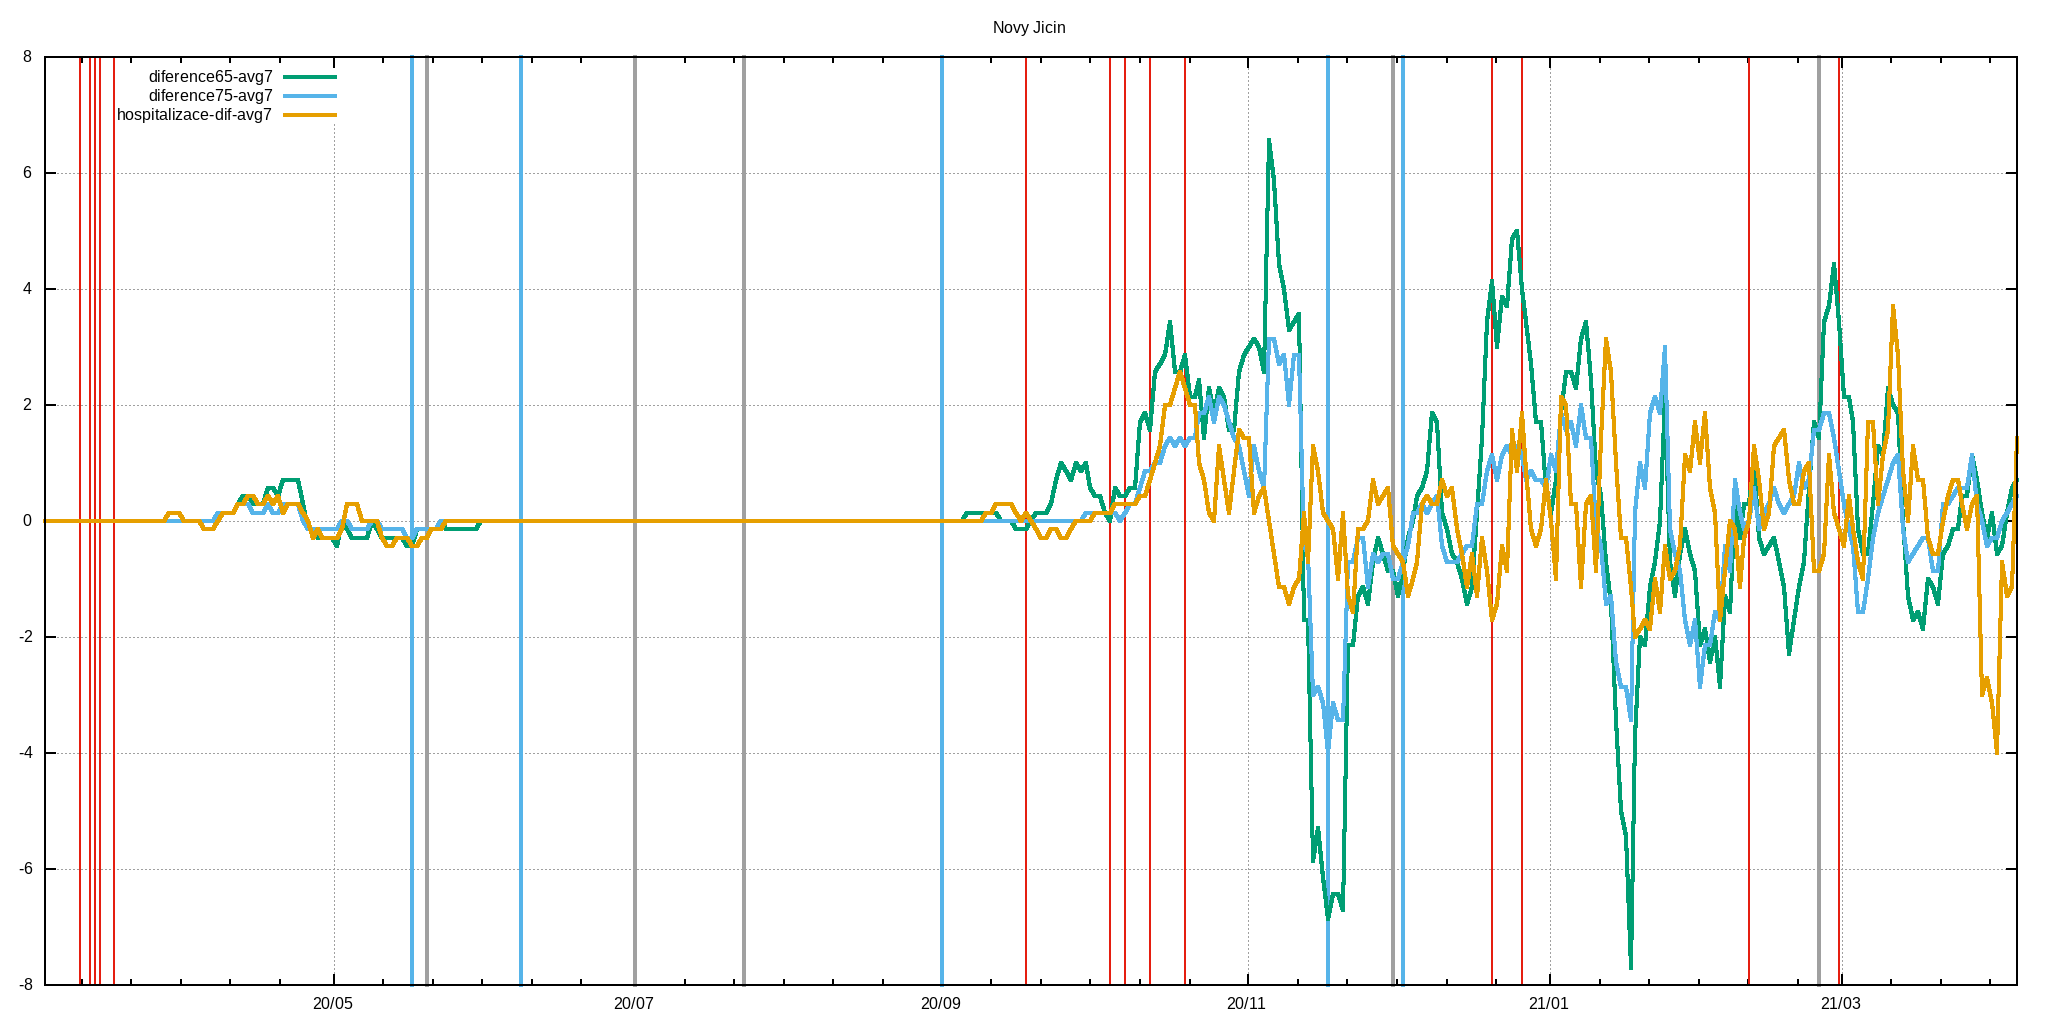 Novy Jicin
8
diference65-avg7
diference75-avg7
hospitalizace-dif-avg7
6
4
2
0
-2
-4
-6
-8
20/05 20/07 20/09 20/11 21/01 21/03